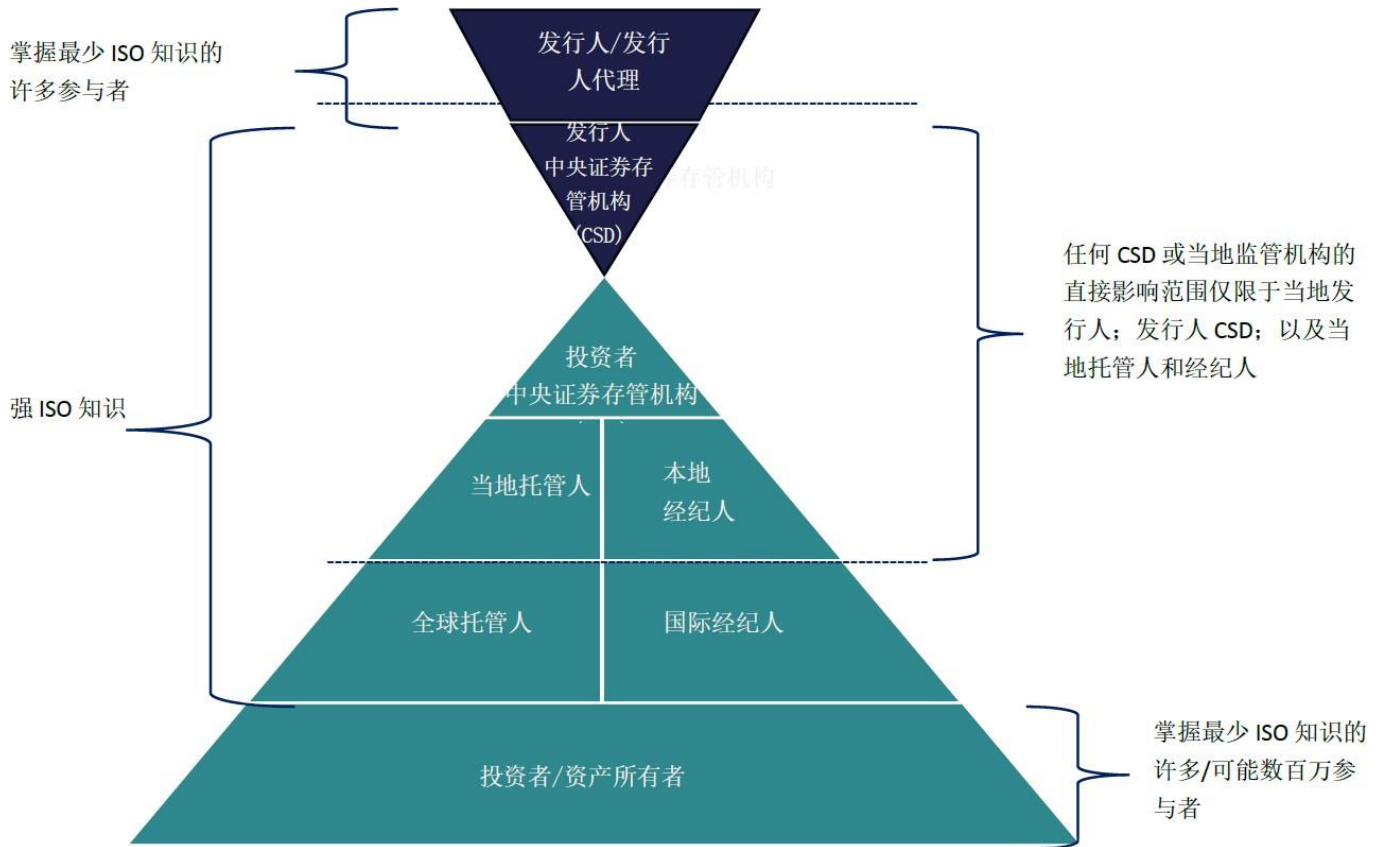 掌握最少 ISO 知识的
许多参与者
发行人/发行
人代理
发行人
中央证券存
管机构
(CSD)
存管机构
任何 CSD 或当地监管机构的
直接影响范围仅限于当地发
行人；发行人 CSD；以及当
地托管人和经纪人
强 ISO 知识
投资者
中央证券存管机构
当地托管人
本地
经纪人
全球托管人
国际经纪人
投资者/资产所有者
掌握最少 ISO 知识的
许多/可能数百万参
与者